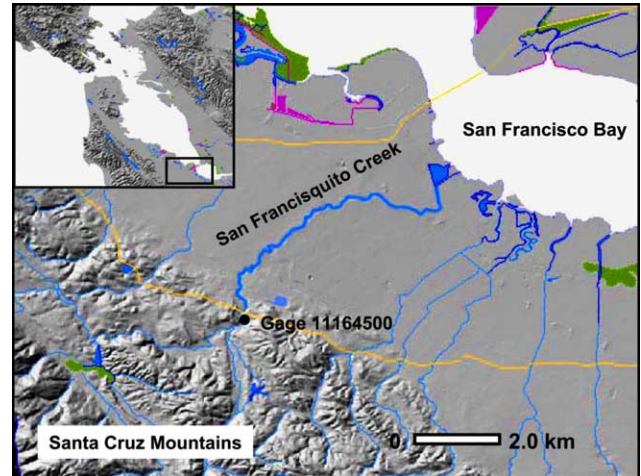 San Francisco Bay
San Francisquito Creek
Gage 11164500
Santa Cruz Mountains
0 2.0 km